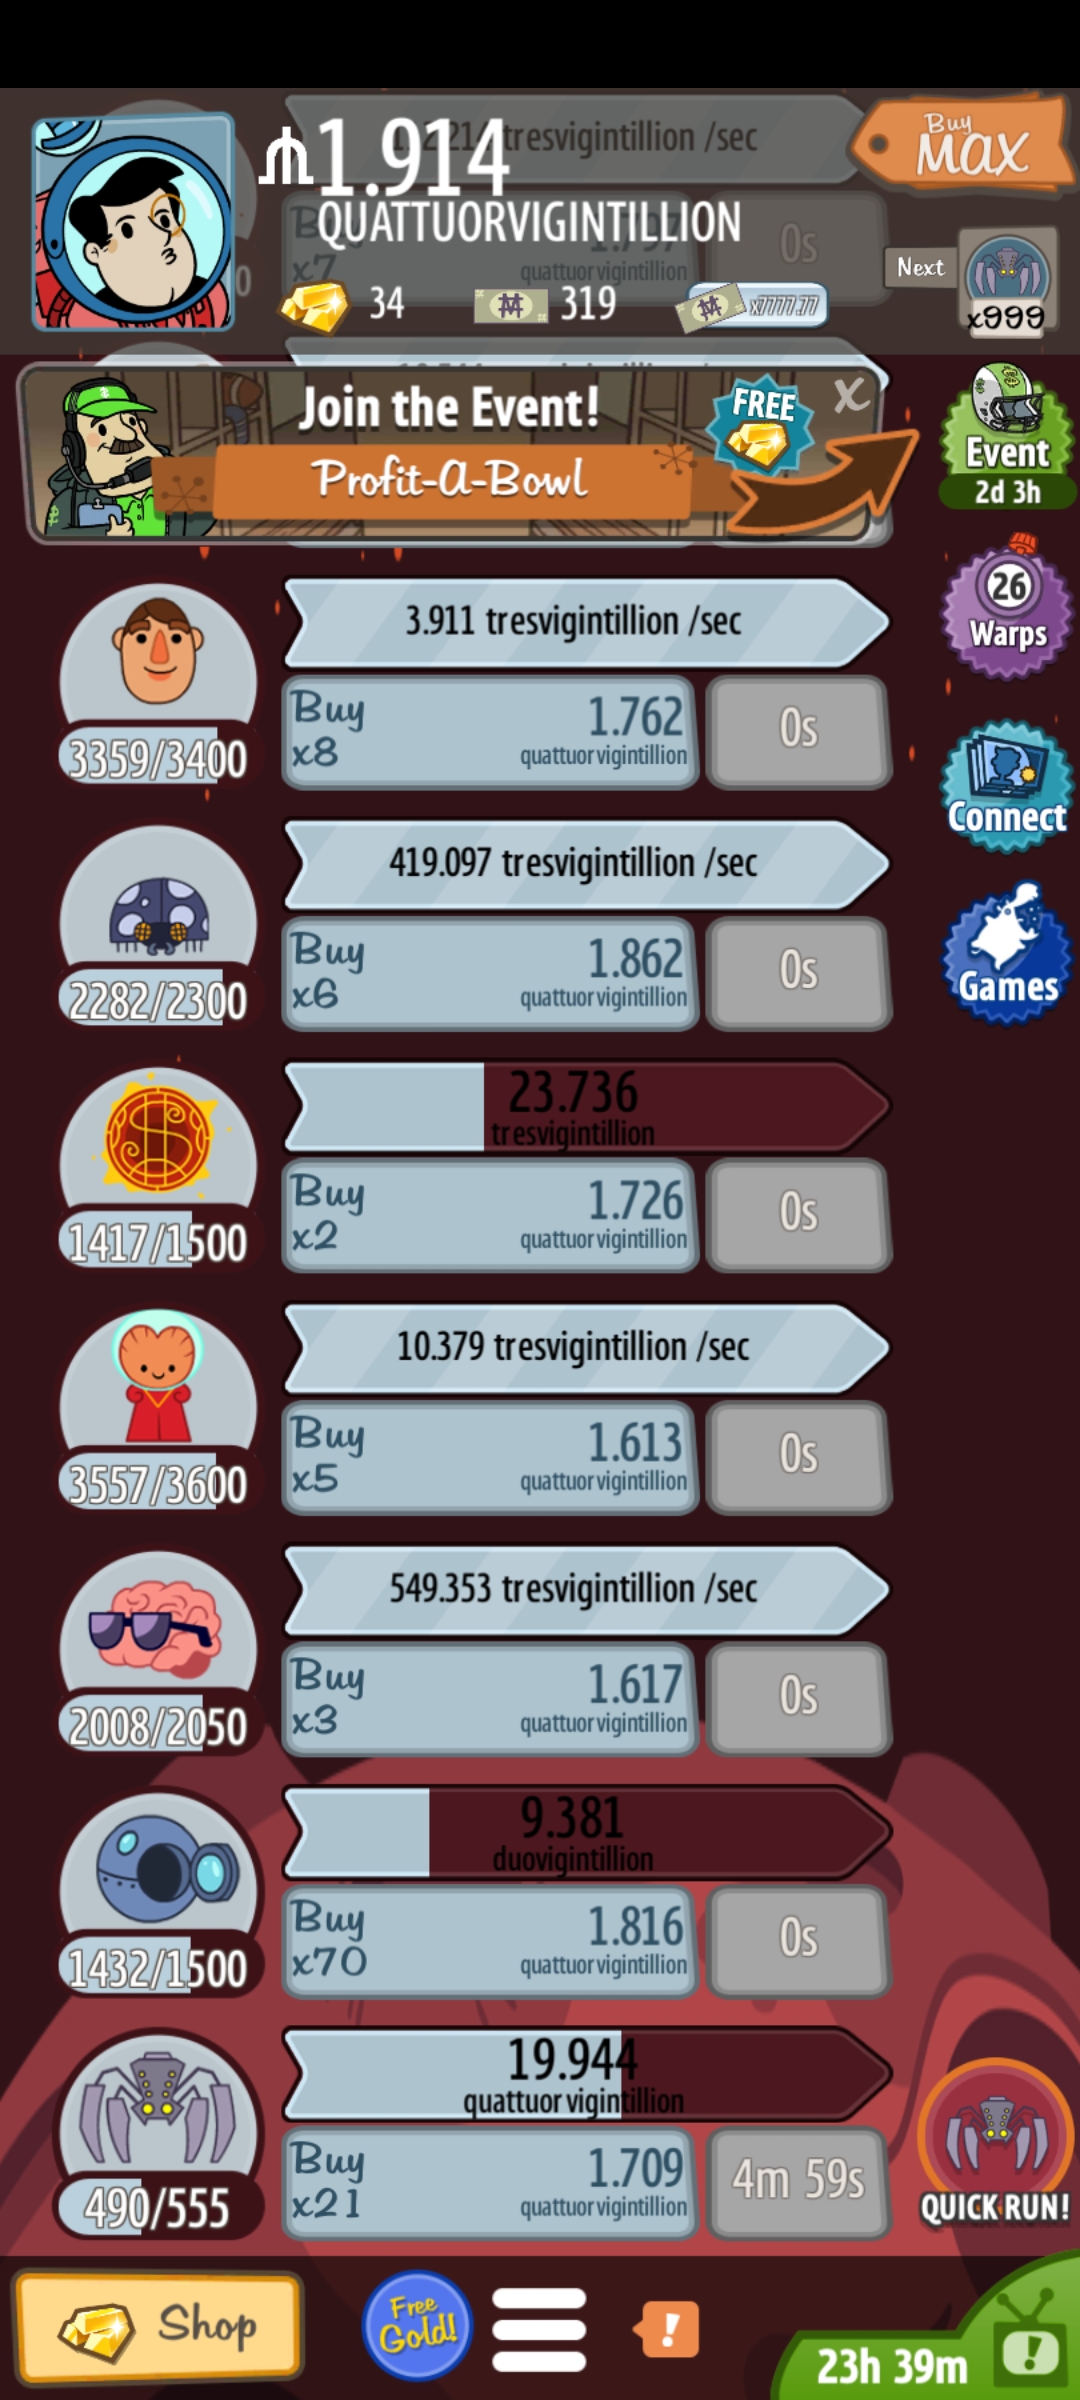 tresvigintillion /sec
Buy
MAX
1.914
QUATTUORVIGINTILLION
x7
1.797
quattuorvigintillion
0s
34
319
x7777.77
Next
x999
Join the Event!
FREE
X
Profit-A-Bowl
Event
2d 3h
3.911 tresvigintillion /sec
Buy
x8
1.762
quattuorvigintillion
0s
3359/3400
26
Warps
419.097 tresvigintillion /sec
Buy
x6
1.862
quattuorvigintillion
0s
2282/2300
Connect
Games
23.736
tresvigintillion
Buy
x2
1.726
quattuorvigintillion
0s
1417/1500
10.379 tresvigintillion /sec
Buy
x5
1.613
quattuorvigintillion
0s
3557/3600
549.353 tresvigintillion /sec
Buy
x3
1.617
quattuorvigintillion
0s
2008/2050
9.381
duovigintillion
Buy
x70
1.816
quattuorvigintillion
0s
1432/1500
19.944
quattuorvigintillion
Buy
x21
1.709
quattuorvigintillion
4m 59s
490/555
QUICK RUN!
Shop
Free
Gold!
!
23h 39m
!